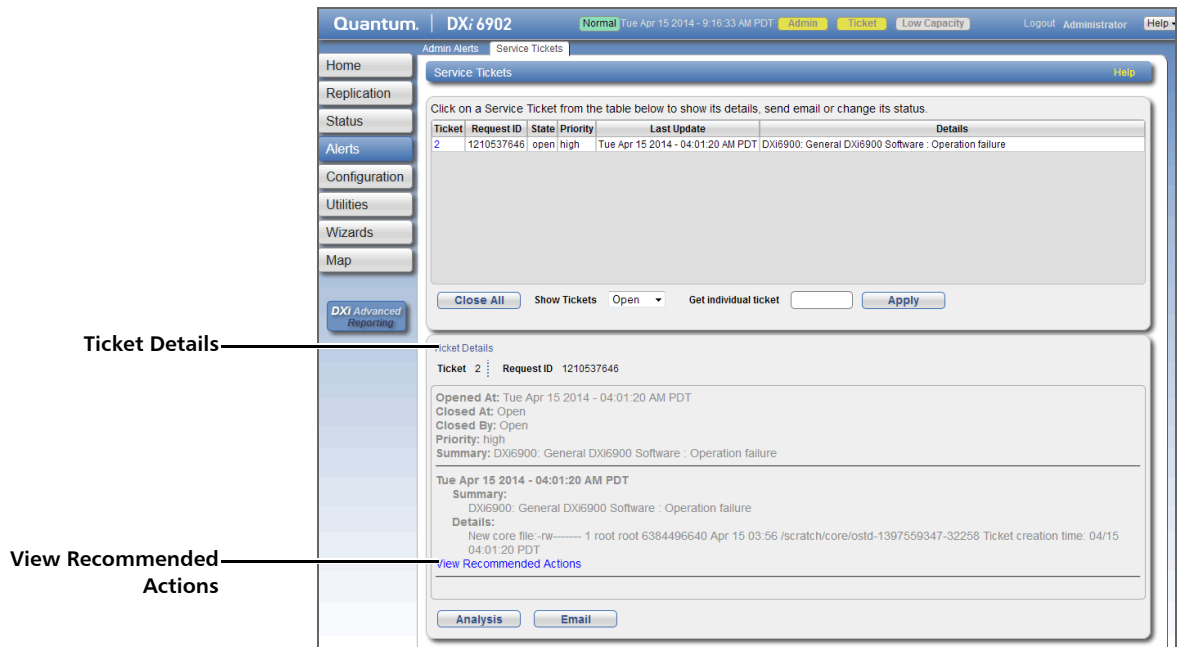 Quantum. DXi 6902 Normal Tue Apr 15 2014 - 9:16:33 AM PDT Admin Ticket Low Capacity Logout Administrator Help
Admin Alerts Service Tickets
Home
Replication
Status
Alerts
Configuration
Utilities
Wizards
Map
DXi Advanced
Reporting
Service Tickets Help
Click on a Service Ticket from the table below to show its details, send email or change its status.
Ticket Request ID State Priority Last Update Details
2 1210537646 open high Tue Apr 15 2014 - 04:01:20 AM PDT DXi6900: General DXi6900 Software : Operation failure
Close All Show Tickets Open Get individual ticket Apply
Ticket Details
Ticket Details
Ticket 2 Request ID 1210537646
Opened At: Tue Apr 15 2014 - 04:01:20 AM PDT
Closed At: Open
Closed By: Open
Priority: high
Summary: DXi6900: General DXi6900 Software : Operation failure
Tue Apr 15 2014 - 04:01:20 AM PDT
Summary:
DXi6900: General DXi6900 Software : Operation failure
Details:
New core file:-rw------- 1 root root 6384496640 Apr 15 03:56 /scratch/core/ostd-1397559347-32258 Ticket creation time: 04/15
04:01:20 PDT
View Recommended
Actions
View Recommended Actions
Analysis Email